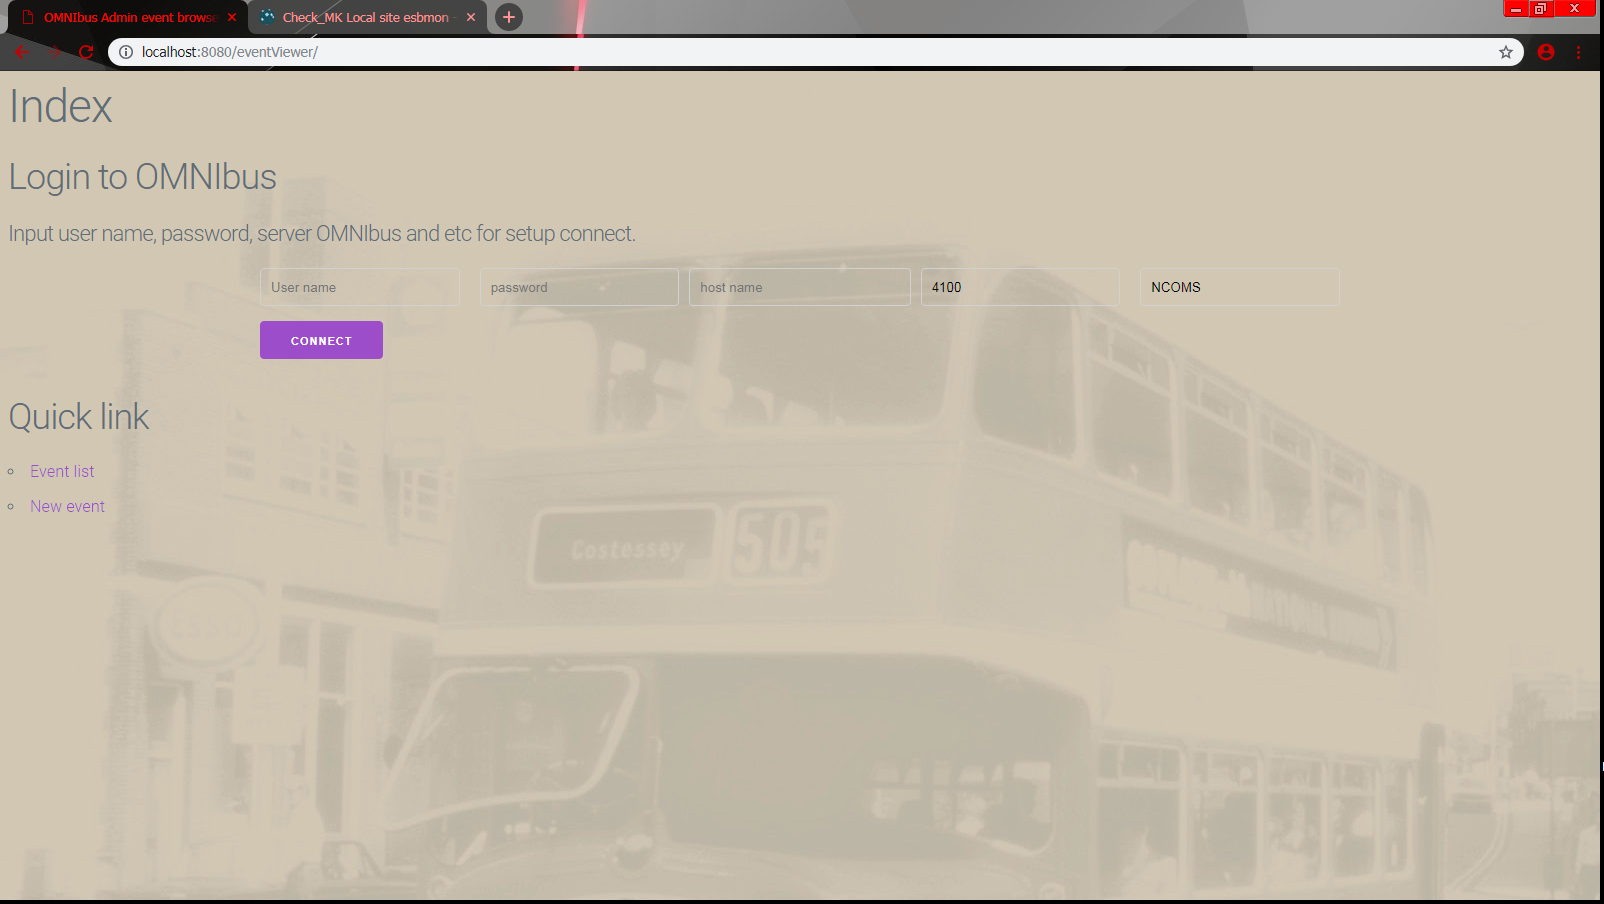 OMNIbus Admin event browse
Check_MK Local site esbmon
localhost:8080/eventViewer/
Index
Login to OMNIbus
Input user name, password, server OMNIbus and etc for setup connect.
User name
password
host name
4100
NCOMS
CONNECT
Quick link
Event list
New event
Costessey
505
ESSO